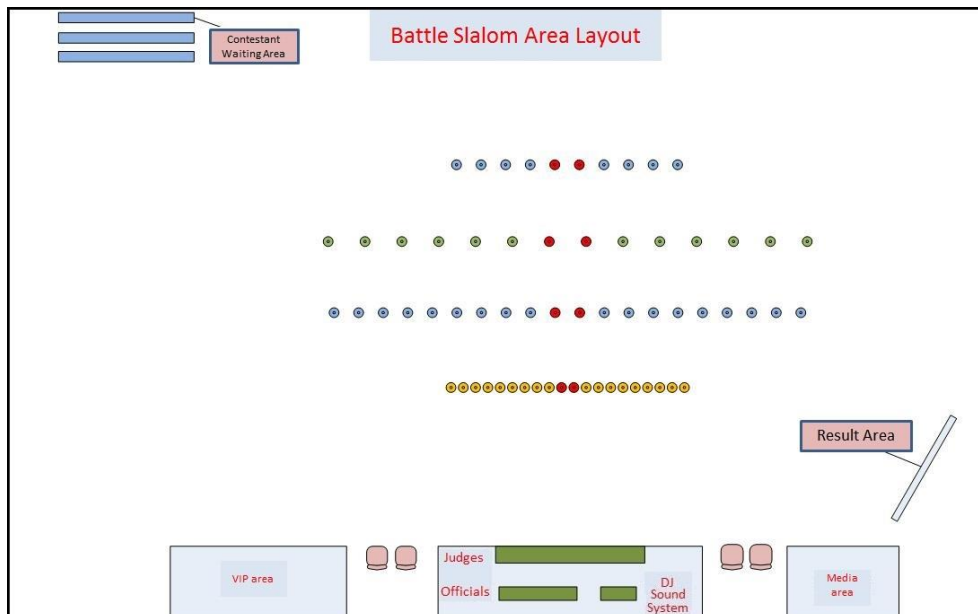 Battle Slalom Area Layout
Contestant
Waiting Area
Result Area
VIP area
Judges
Officials
DJ
Sound
System
Media
area